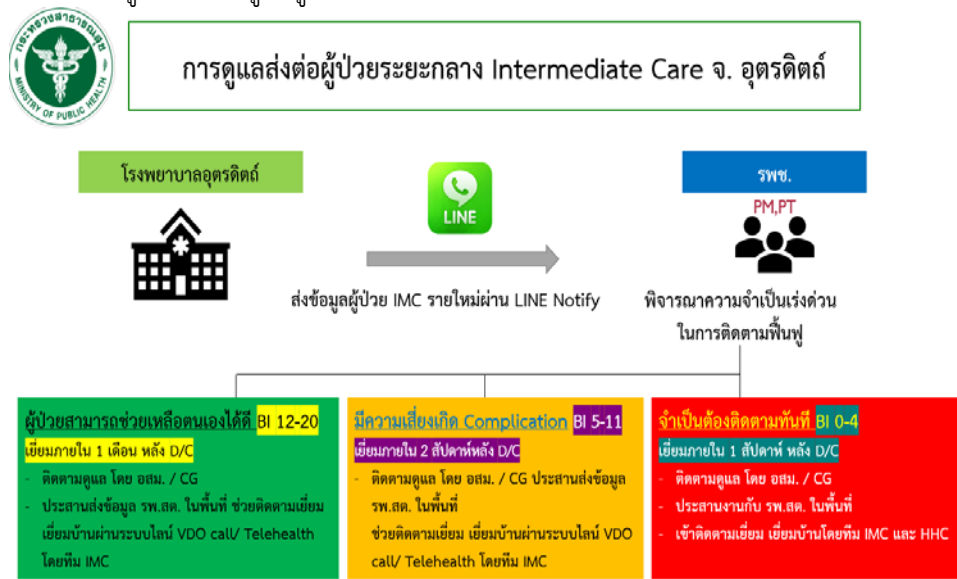 กระทรวงสาธารณสุข
MINISTRY OF PUBLIC HEALTH
การดูแลส่งต่อผู้ป่วยระยะกลาง Intermediate Care จ. อุตรดิตถ์
โรงพยาบาลอุตรดิตถ์
LINE
รพช.
PM,PT
ส่งข้อมูลผู้ป่วย IMC รายใหม่ผ่าน LINE Notify
พิจารณาความจำเป็นเร่งด่วน
ในการติดตามฟื้นฟู
ผู้ป่วยสามารถช่วยเหลือตนเองได้ดี BI 12-20
เยี่ยมภายใน 1 เดือน หลัง D/C
- ติดตามดูแล โดย อสม. / CG
- ประสานส่งข้อมูล รพ.สต. ในพื้นที่ ช่วยติดตามเยี่ยม
เยี่ยมบ้านผ่านระบบไลน์ VDO call/ Telehealth
โดยทีม IMC
มีความเสี่ยงเกิด Complication BI 5-11
เยี่ยมภายใน 2 สัปดาห์หลัง D/C
- ติดตามดูแล โดย อสม. / CG ประสานส่งข้อมูล
รพ.สต. ในพื้นที่
ช่วยติดตามเยี่ยม เยี่ยมบ้านผ่านระบบไลน์ VDO
call/ Telehealth โดยทีม IMC
จำเป็นต้องติดตามทันที BI 0-4
เยี่ยมภายใน 1 สัปดาห์ หลัง D/C
- ติดตามดูแล โดย อสม. / CG
- ประสานงานกับ รพ.สต. ในพื้นที่
- เข้าติดตามเยี่ยม เยี่ยมบ้านโดยทีม IMC และ HHC